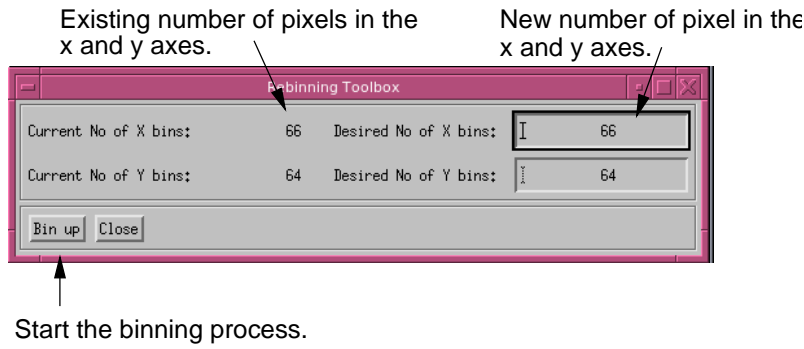 Existing number of pixels in the
x and y axes.
New number of pixel in the
x and y axes.
Rebinning Toolbox
Current No of X bins: 66 Desired No of X bins: 66
Current No of Y bins: 64 Desired No of Y bins: 64
Bin up Close
Start the binning process.